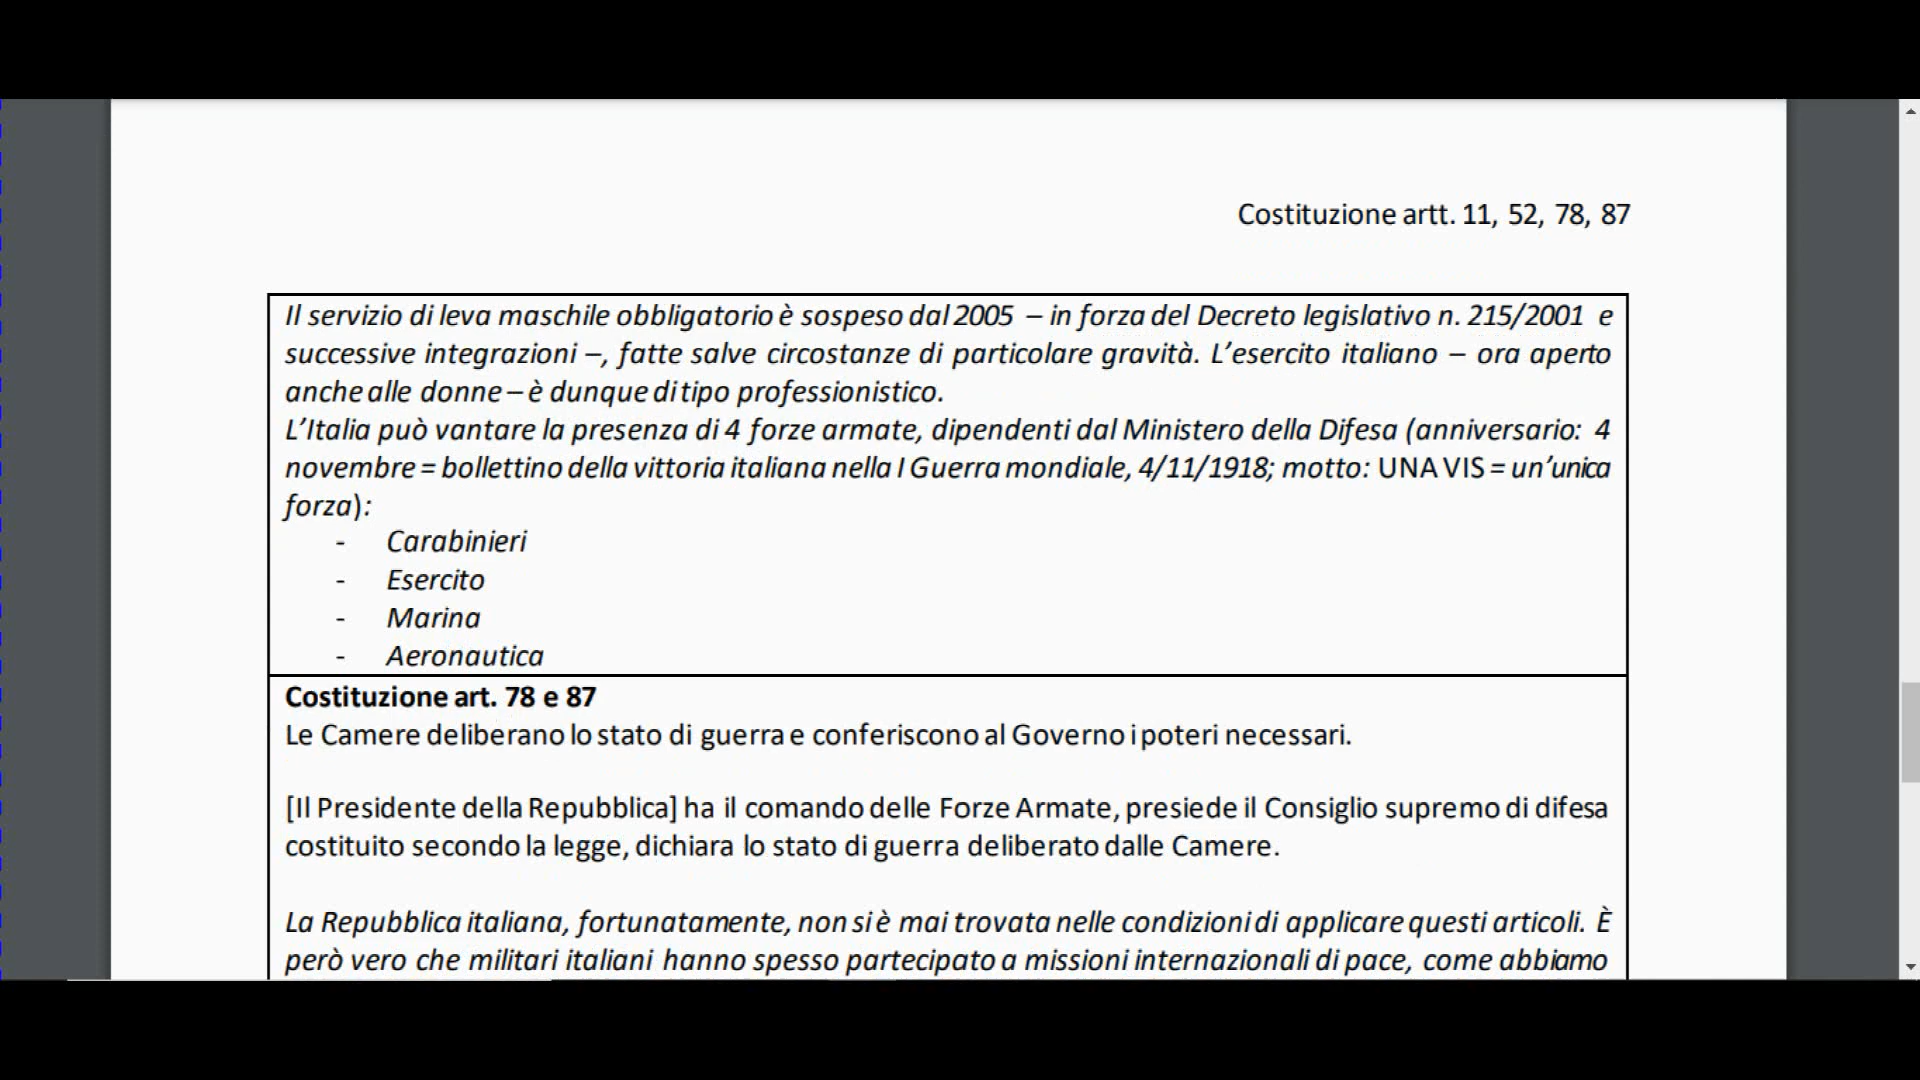 Costituzione artt. 11, 52, 78, 87
Il servizio di leva maschile obbligatorio è sospeso dal 2005 – in forza del Decreto legislativo n. 215/2001 e
successive integrazioni –, fatte salve circostanze di particolare gravità. L’esercito italiano – ora aperto
anche alle donne – è dunque di tipo professionistico.
L’Italia può vantare la presenza di 4 forze armate, dipendenti dal Ministero della Difesa (anniversario: 4
novembre = bollettino della vittoria italiana nella I Guerra mondiale, 4/11/1918; motto: UNA VIS = un’unica
forza):
- Carabinieri
- Esercito
- Marina
- Aeronautica
Costituzione art. 78 e 87
Le Camere deliberano lo stato di guerra e conferiscono al Governo i poteri necessari.
[Il Presidente della Repubblica] ha il comando delle Forze Armate, presiede il Consiglio supremo di difesa
costituito secondo la legge, dichiara lo stato di guerra deliberato dalle Camere.
La Repubblica italiana, fortunatamente, non si è mai trovata nelle condizioni di applicare questi articoli. È
però vero che militari italiani hanno spesso partecipato a missioni internazionali di pace, come abbiamo